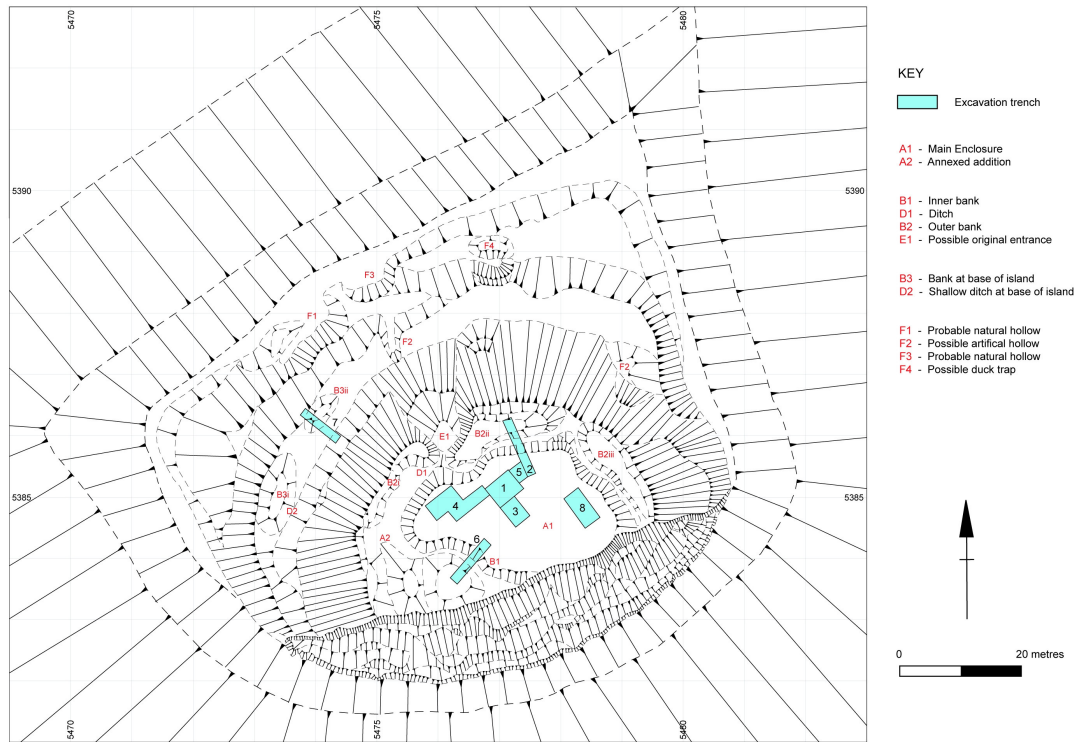 5470
5475
5480
KEY
Excavation trench
A1 - Main Enclosure
A2 - Annexed addition
5390
5390
B1 - Inner bank
D1 - Ditch
B2 - Outer bank
E1 - Possible original entrance
F4
F3
B3 - Bank at base of island
D2 - Shallow ditch at base of island
F1
F1 - Probable natural hollow
F2 - Possible artifical hollow
F3 - Probable natural hollow
F4 - Possible duck trap
F2
F2
B3ii
E1
B2ii
B2iii
D1
5
2
B2i
1
B3i
5385
5385
D2
4
3
8
A1
A2
6
B1
0
20 metres
5470
5475
5480